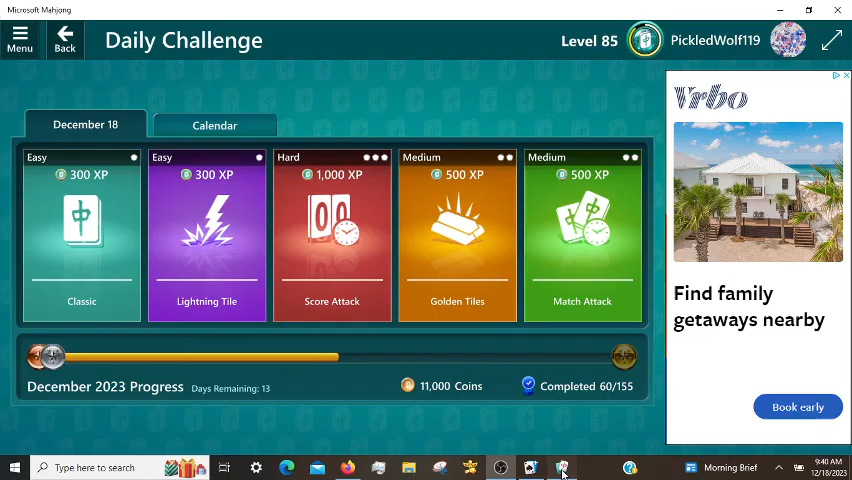 Microsoft Mahjong
Menu
Back
Daily Challenge
Level 85
PickledWolf119
December 18
Calendar
Easy
300 XP
中
Classic
Easy
300 XP
Lightning Tile
Hard
1,000 XP
00
Score Attack
Medium
500 XP
Golden Tiles
Medium
500 XP
中
Match Attack
December 2023 Progress
Days Remaining: 13
11,000 Coins
Completed 60/155
Vrbo
Find family
getaways nearby
Book early
Type here to search
Morning Brief
9:40 AM
12/18/2023